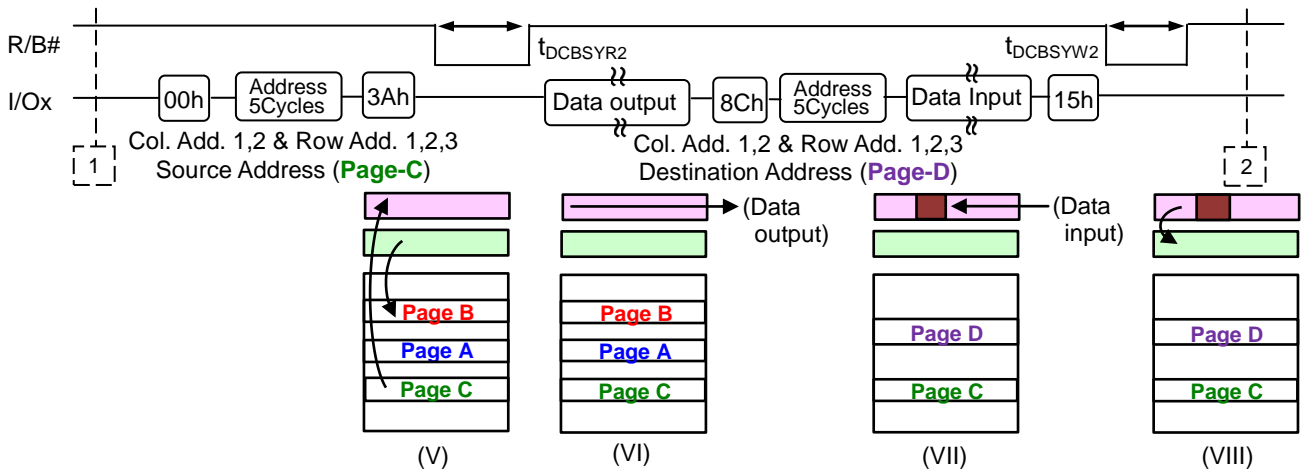 R/B#
tDCBSYR2
tDCBSYW2
I/Ox
00h
Address
5Cycles
3Ah
Data output
8Ch
Address
5Cycles
Data Input
15h
Col. Add. 1,2 & Row Add. 1,2,3
Source Address (Page-C)
Col. Add. 1,2 & Row Add. 1,2,3
Destination Address (Page-D)
1
2
(Data
output)
(Data
input)
Page B
Page A
Page C
Page B
Page A
Page C
Page D
Page C
Page D
Page C
(V)
(VI)
(VII)
(VIII)